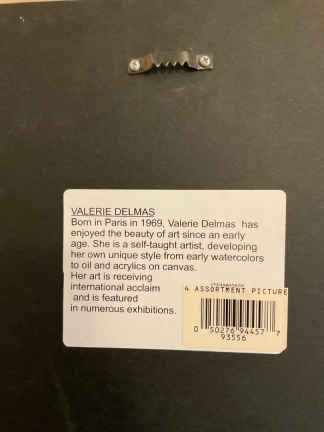 VALERIE DELMAS
Born in Paris in 1969, Valerie Delmas has
enjoyed the beauty of art since an early
age. She is a self-taught artist, developing
her own unique style from early watercolors
to oil and acrylics on canvas.
Her art is receiving
international acclaim
and is featured
in numerous exhibitions.
4 ASSORTMENT PICTURE
0 50276 94457 7
93556